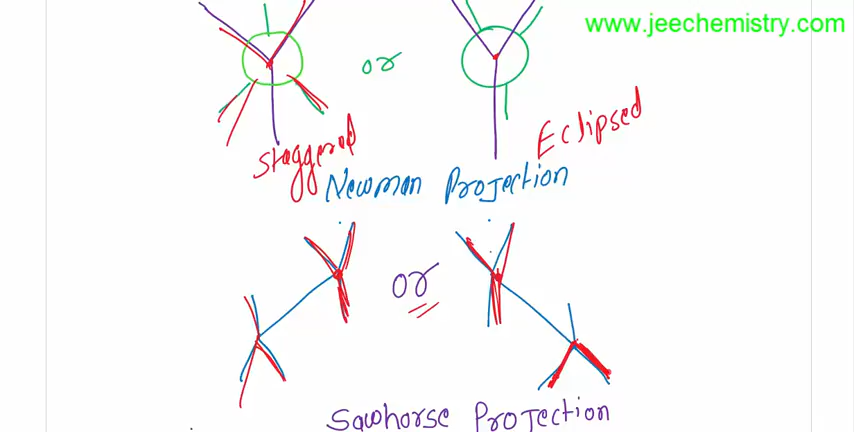 www.jeechemistry.com
or
Staggered
Eclipsed
Newman Projection
OR
Sawhorse Projection